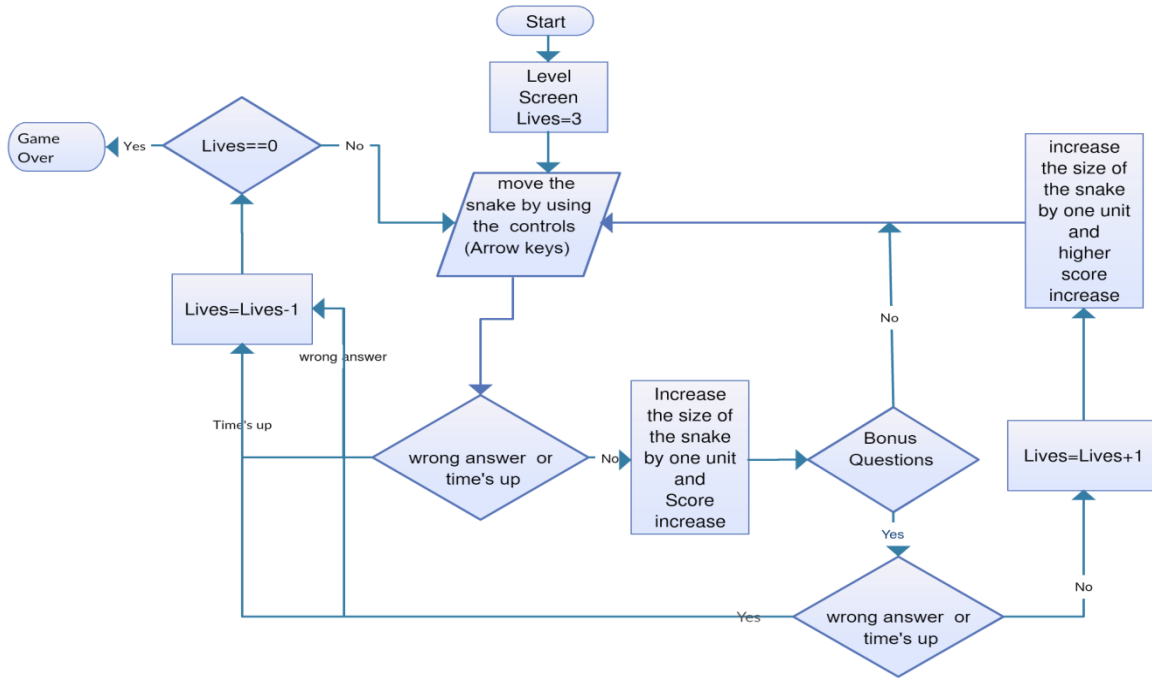 Start
Level
Screen
Lives=3
Game
Over
Yes
Lives==0
No
move the
snake by using
the controls
(Arrow keys)
increase
the size of
the snake
by one unit
and
higher
score
increase
Lives=Lives-1
wrong answer
No
Time's up
wrong answer or
time's up
No
Increase
the size of
the snake
by one unit
and
Score
increase
Bonus
Questions
Lives=Lives+1
Yes
No
Yes
wrong answer or
time's up